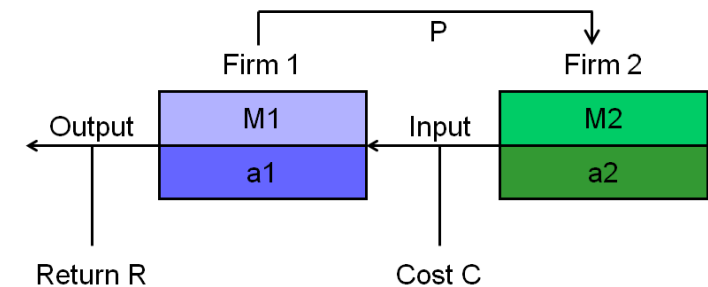 P
Firm 1
Firm 2
M1
M2
Output
Input
a1
a2
Return R
Cost C